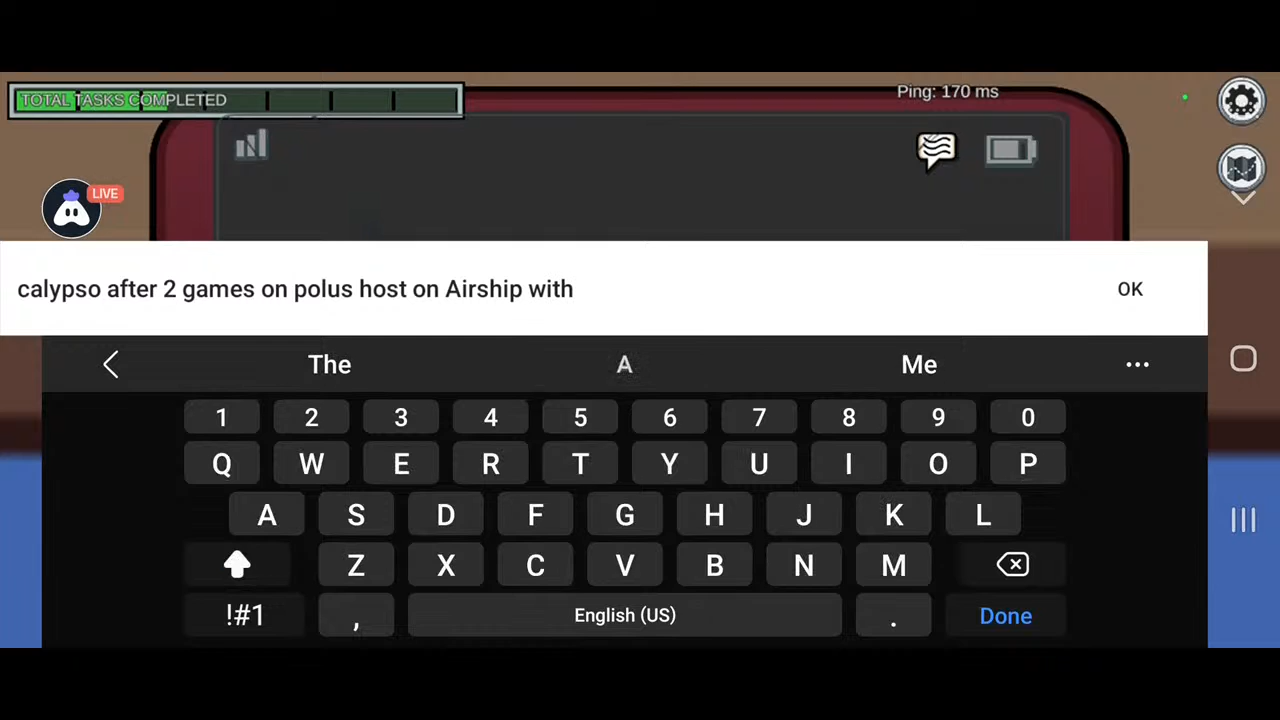 TOTAL TASKS COMPLETED
Ping: 170 ms
LIVE
calypso after 2 games on polus host on Airship with
OK
The A Me ...
1 2 3 4 5 6 7 8 9 0
Q W E R T Y U I O P
A S D F G H J K L
Z X C V B N M
!#1 , English (US) . Done